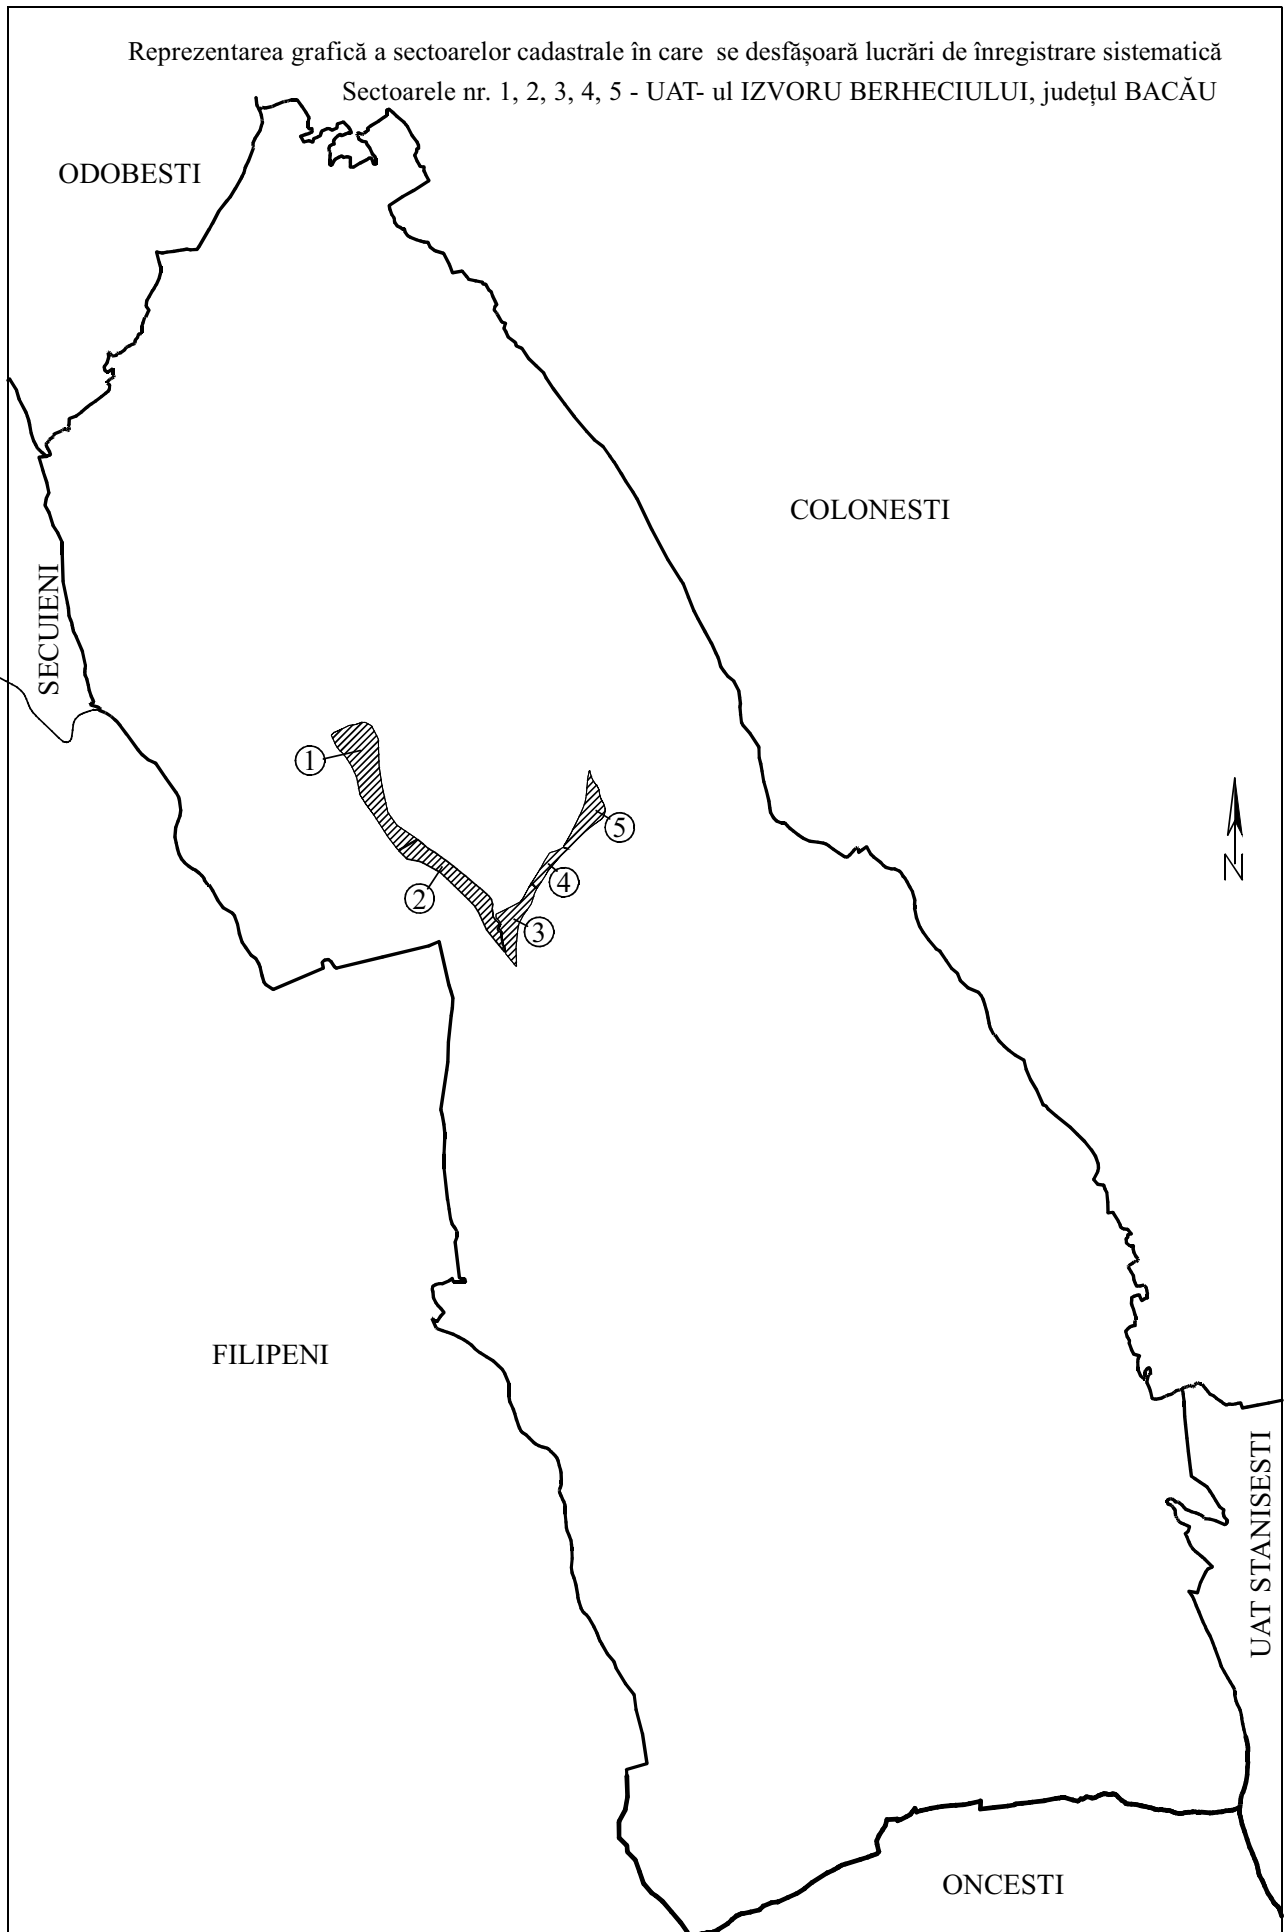 Reprezentarea grafică a sectoarelor cadastrale în care se desfășoară lucrări de înregistrare sistematică
Sectoarele nr. 1, 2, 3, 4, 5 - UAT- ul IZVORU BERHECIULUI, județul BACĂU
ODOBESTI
COLONESTI
SECUIENI
1
5
2
4
3
N
FILIPENI
UAT STANISESTI
ONCESTI